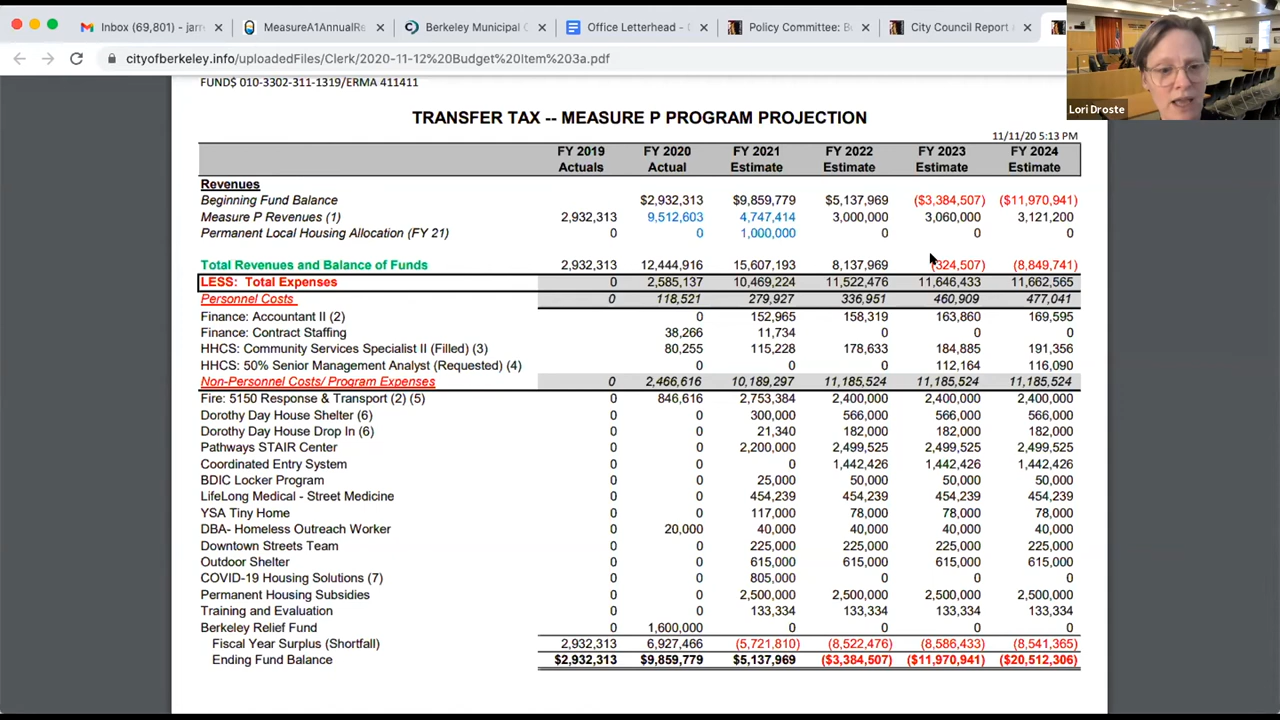 Inbox (69,801) - jarre
MeasureA1AnnualRe
Berkeley Municipal C
Office Letterhead - D
Policy Committee: Be
City Council Report a
cityofberkeley.info/uploadedFiles/Clerk/2020-11-12%20Budget%20Item%203a.pdf
Lori Droste
FUND$ 010-3302-311-1319/ERMA 411411
TRANSFER TAX -- MEASURE P PROGRAM PROJECTION
11/11/20 5:13 PM
FY 2019 FY 2020 FY 2021 FY 2022 FY 2023 FY 2024
Actuals Actual Estimate Estimate Estimate Estimate
Revenues
Beginning Fund Balance $2,932,313 $9,859,779 $5,137,969 ($3,384,507) ($11,970,941)
Measure P Revenues (1) 2,932,313 9,512,603 4,747,414 3,000,000 3,060,000 3,121,200
Permanent Local Housing Allocation (FY 21) 0 0 1,000,000 0 0 0
Total Revenues and Balance of Funds 2,932,313 12,444,916 15,607,193 8,137,969 (324,507) (8,849,741)
LESS: Total Expenses 0 2,585,137 10,469,224 11,522,476 11,646,433 11,662,565
Personnel Costs 0 118,521 279,927 336,951 460,909 477,041
Finance: Accountant II (2) 0 152,965 158,319 163,860 169,595
Finance: Contract Staffing 38,266 11,734 0 0 0
HHCS: Community Services Specialist II (Filled) (3) 80,255 115,228 178,633 184,885 191,356
HHCS: 50% Senior Management Analyst (Requested) (4) 0 0 0 112,164 116,090
Non-Personnel Costs/ Program Expenses 0 2,466,616 10,189,297 11,185,524 11,185,524 11,185,524
Fire: 5150 Response & Transport (2) (5) 0 846,616 2,753,384 2,400,000 2,400,000 2,400,000
Dorothy Day House Shelter (6) 0 0 300,000 566,000 566,000 566,000
Dorothy Day House Drop In (6) 0 0 21,340 182,000 182,000 182,000
Pathways STAIR Center 0 0 2,200,000 2,499,525 2,499,525 2,499,525
Coordinated Entry System 0 0 0 1,442,426 1,442,426 1,442,426
BDIC Locker Program 0 0 25,000 50,000 50,000 50,000
LifeLong Medical - Street Medicine 0 0 454,239 454,239 454,239 454,239
YSA Tiny Home 0 0 117,000 78,000 78,000 78,000
DBA- Homeless Outreach Worker 0 20,000 40,000 40,000 40,000 40,000
Downtown Streets Team 0 0 225,000 225,000 225,000 225,000
Outdoor Shelter 0 0 615,000 615,000 615,000 615,000
COVID-19 Housing Solutions (7) 0 0 805,000 0 0 0
Permanent Housing Subsidies 0 0 2,500,000 2,500,000 2,500,000 2,500,000
Training and Evaluation 0 0 133,334 133,334 133,334 133,334
Berkeley Relief Fund 0 1,600,000 0 0 0 0
Fiscal Year Surplus (Shortfall) 2,932,313 6,927,466 (5,721,810) (8,522,476) (8,586,433) (8,541,365)
Ending Fund Balance $2,932,313 $9,859,779 $5,137,969 ($3,384,507) ($11,970,941) ($20,512,306)